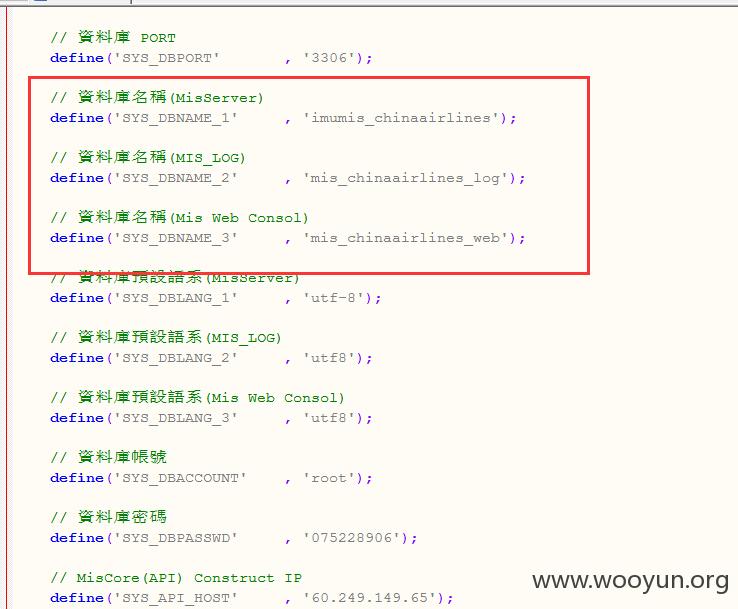 // 資料庫 PORT
define('SYS_DBPORT' , '3306');
// 資料庫名稱(MisServer)
define('SYS_DBNAME_1' , 'imumis_chinaairlines');
// 資料庫名稱(MIS_LOG)
define('SYS_DBNAME_2' , 'mis_chinaairlines_log');
// 資料庫名稱(Mis Web Consol)
define('SYS_DBNAME_3' , 'mis_chinaairlines_web');
// 資料庫預設語系(MisServer)
define('SYS_DBLANG_1' , 'utf-8');
// 資料庫預設語系(MIS_LOG)
define('SYS_DBLANG_2' , 'utf8');
// 資料庫預設語系(Mis Web Consol)
define('SYS_DBLANG_3' , 'utf8');
// 資料庫帳號
define('SYS_DBACCOUNT' , 'root');
// 資料庫密碼
define('SYS_DBPASSWD' , '075228906');
// MisCore(API) Construct IP
define('SYS_API_HOST' , '60.249.149.65');
www.wooyun.org